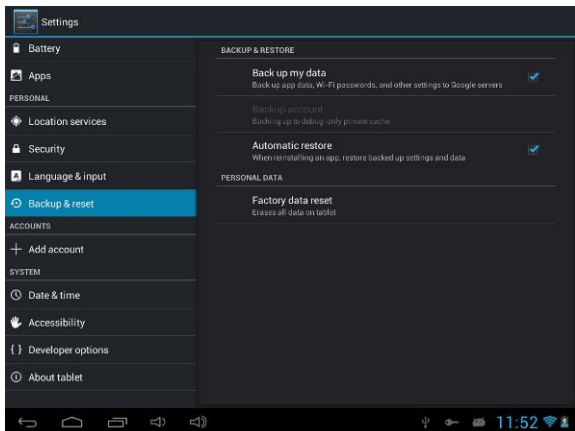 Settings
Battery
Apps
PERSONAL
Location services
Security
Language & input
Backup & reset
ACCOUNTS
Add account
SYSTEM
Date & time
Accessibility
{ } Developer options
About tablet
BACKUP & RESTORE
Back up my data
Back up app data, Wi-Fi passwords, and other settings to Google servers
Backup account
Backing up to debug-only private cache
Automatic restore
When reinstalling an app, restore backed up settings and data
PERSONAL DATA
Factory data reset
Erases all data on tablet
11:52